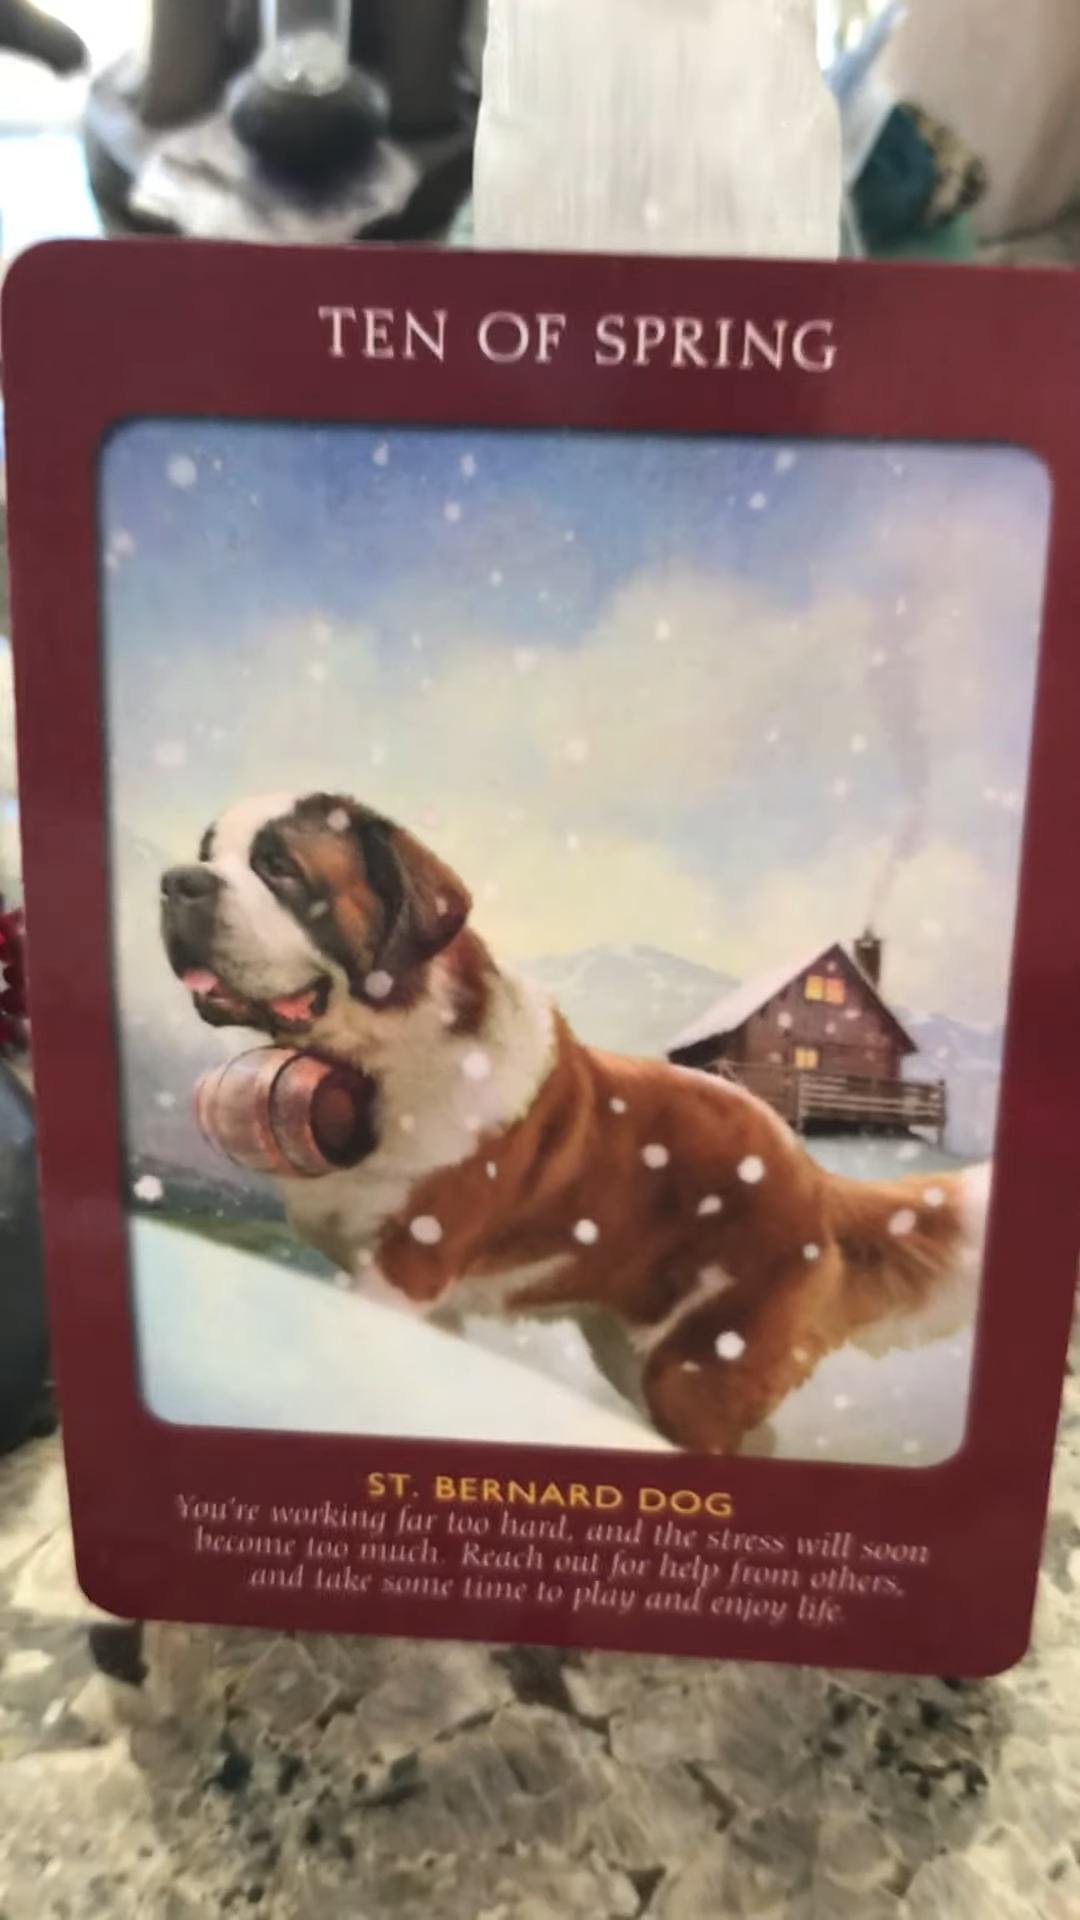 TEN OF SPRING
ST. BERNARD DOG
You're working far too hard, and the stress will soon
become too much. Reach out for help from others,
and take some time to play and enjoy life.